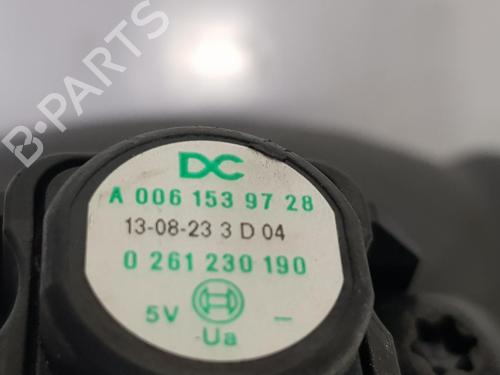 B-PARTS
DC
A 006 153 97 28
13-08-23 3 D 04
0 261 230 190
5V –
Ua